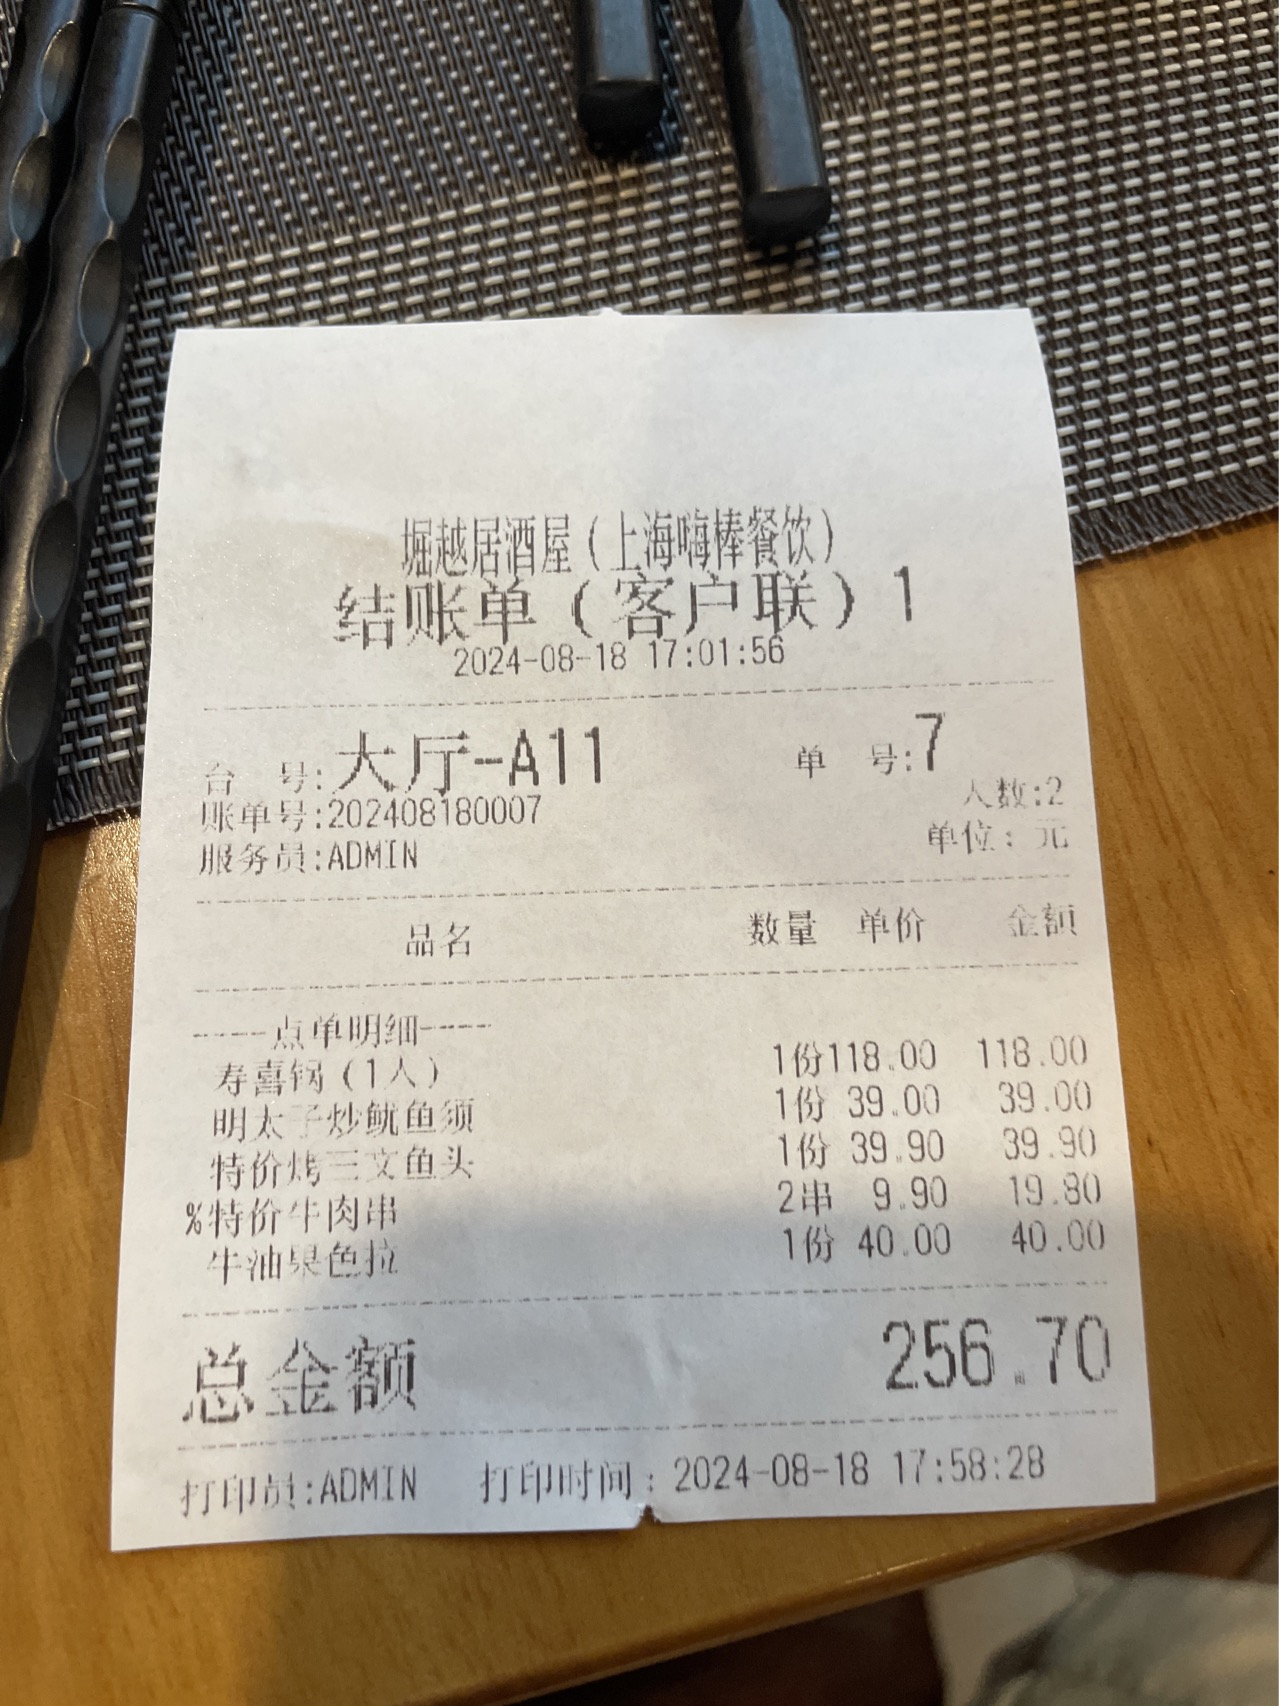 堀越居酒屋(上海嗨棒餐饮)
结账单(客户联)1
2024-08-18 17:01:56
台 号:大厅-A11 单 号:7
账单号:202408180007 人数:2
服务员:ADMIN 单位: 元
品名 数量 单价 金额
----点单明细----
寿喜锅(1人) 1份118.00 118.00
明太子炒鱿鱼须 1份 39.00 39.00
特价烤三文鱼头 1份 39.90 39.90
%特价牛肉串 2串 9.90 19.80
牛油果色拉 1份 40.00 40.00
总金额 256.70
打印员:ADMIN 打印时间:2024-08-18 17:58:28